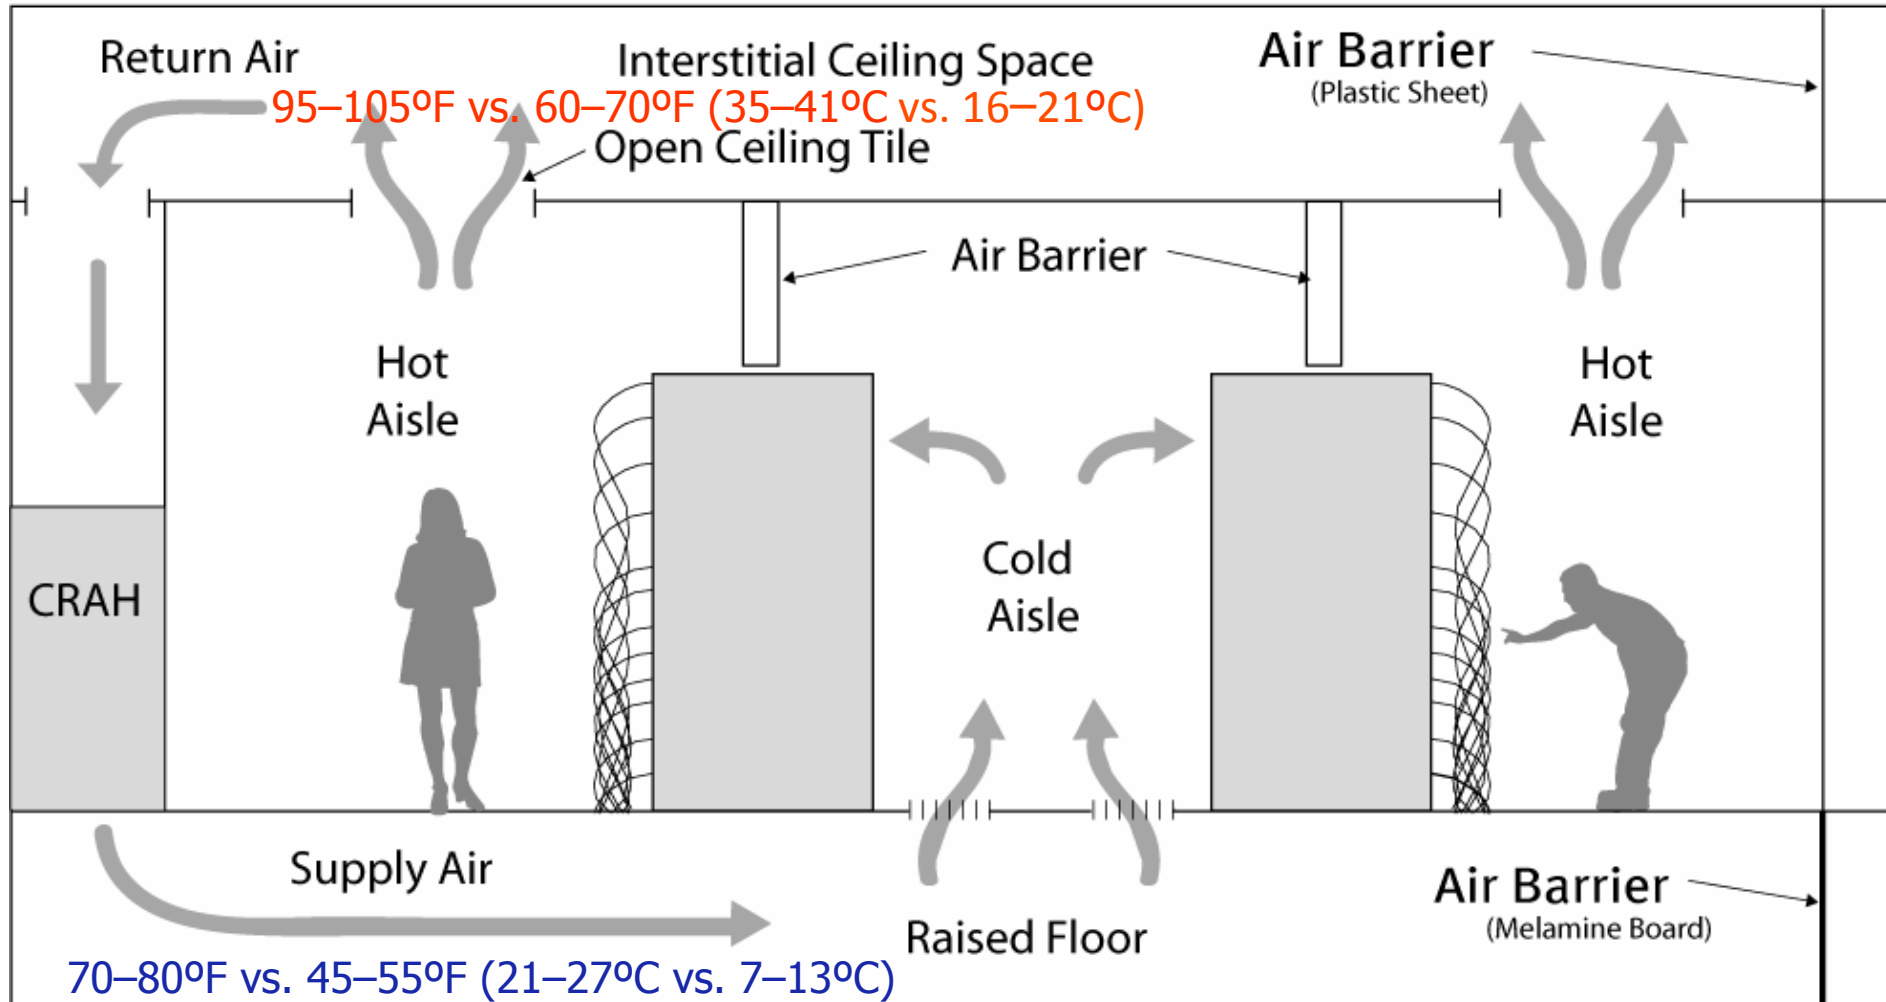 Return Air
Interstitial Ceiling Space
Air Barrier
(Plastic Sheet)
95–105ºF vs. 60–70ºF (35–41ºC vs. 16–21ºC)
Open Ceiling Tile
Air Barrier
Hot
Aisle
Hot
Aisle
Cold
Aisle
CRAH
Supply Air
Raised Floor
Air Barrier
(Melamine Board)
70–80ºF vs. 45–55ºF (21–27ºC vs. 7–13ºC)